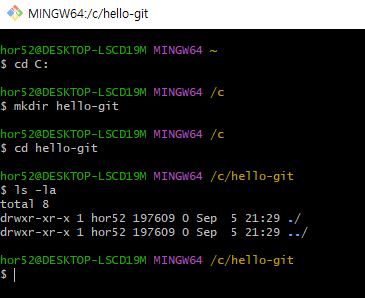 MINGW64:/c/hello-git
hor52@DESKTOP-LSCD19M MINGW64 ~
$ cd C:
hor52@DESKTOP-LSCD19M MINGW64 /c
$ mkdir hello-git
hor52@DESKTOP-LSCD19M MINGW64 /c
$ cd hello-git
hor52@DESKTOP-LSCD19M MINGW64 /c/hello-git
$ ls -la
total 8
drwxr-xr-x 1 hor52 197609 0 Sep  5 21:29 ./
drwxr-xr-x 1 hor52 197609 0 Sep  5 21:29 ../
hor52@DESKTOP-LSCD19M MINGW64 /c/hello-git
$